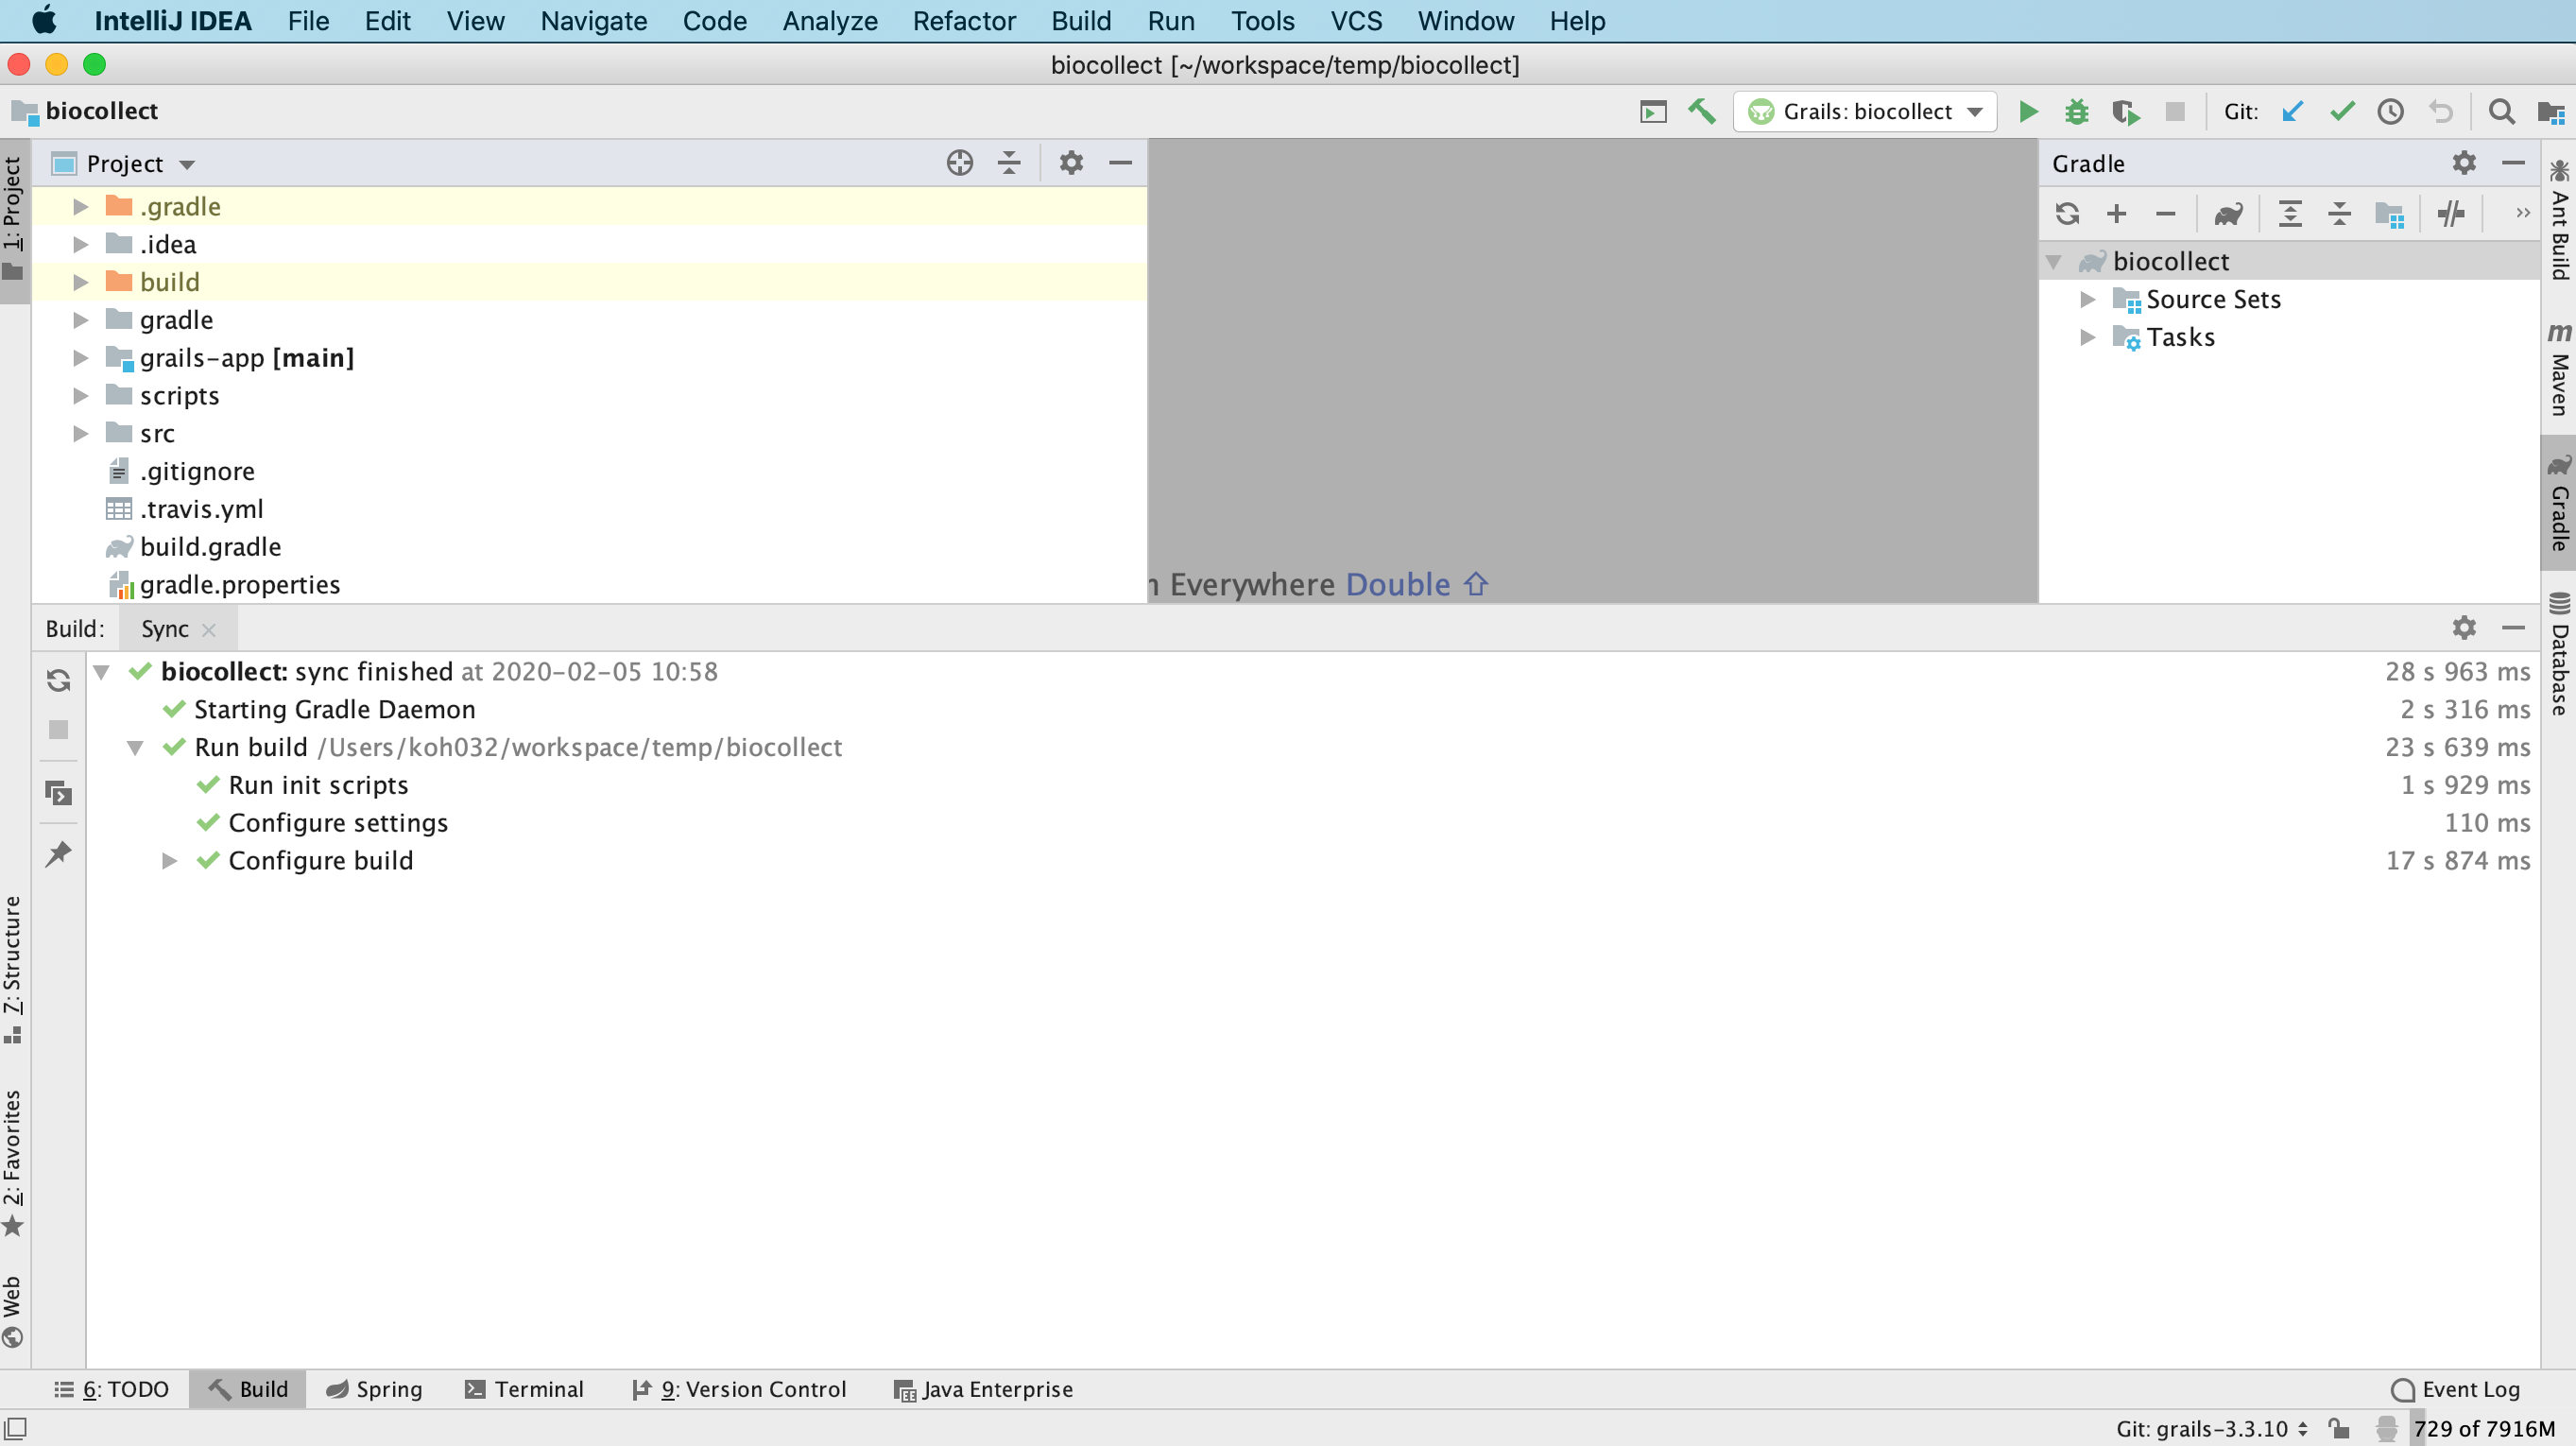 IntelliJ IDEA File Edit View Navigate Code Analyze Refactor Build Run Tools VCS Window Help
biocollect [~/workspace/temp/biocollect]
biocollect
Grails: biocollect
Git:
1: Project
Project
.gradle
.idea
build
gradle
grails-app [main]
scripts
src
.gitignore
.travis.yml
build.gradle
gradle.properties
Everywhere Double ⇧
Gradle
biocollect
Source Sets
Tasks
Ant Build
m Maven
Gradle
Database
Build: Sync
biocollect: sync finished at 2020-02-05 10:58 28 s 963 ms
Starting Gradle Daemon 2 s 316 ms
Run build /Users/koh032/workspace/temp/biocollect 23 s 639 ms
Run init scripts 1 s 929 ms
Configure settings 110 ms
Configure build 17 s 874 ms
7: Structure
2: Favorites
Web
6: TODO Build Spring Terminal 9: Version Control Java Enterprise Event Log
Git: grails-3.3.10 729 of 7916M